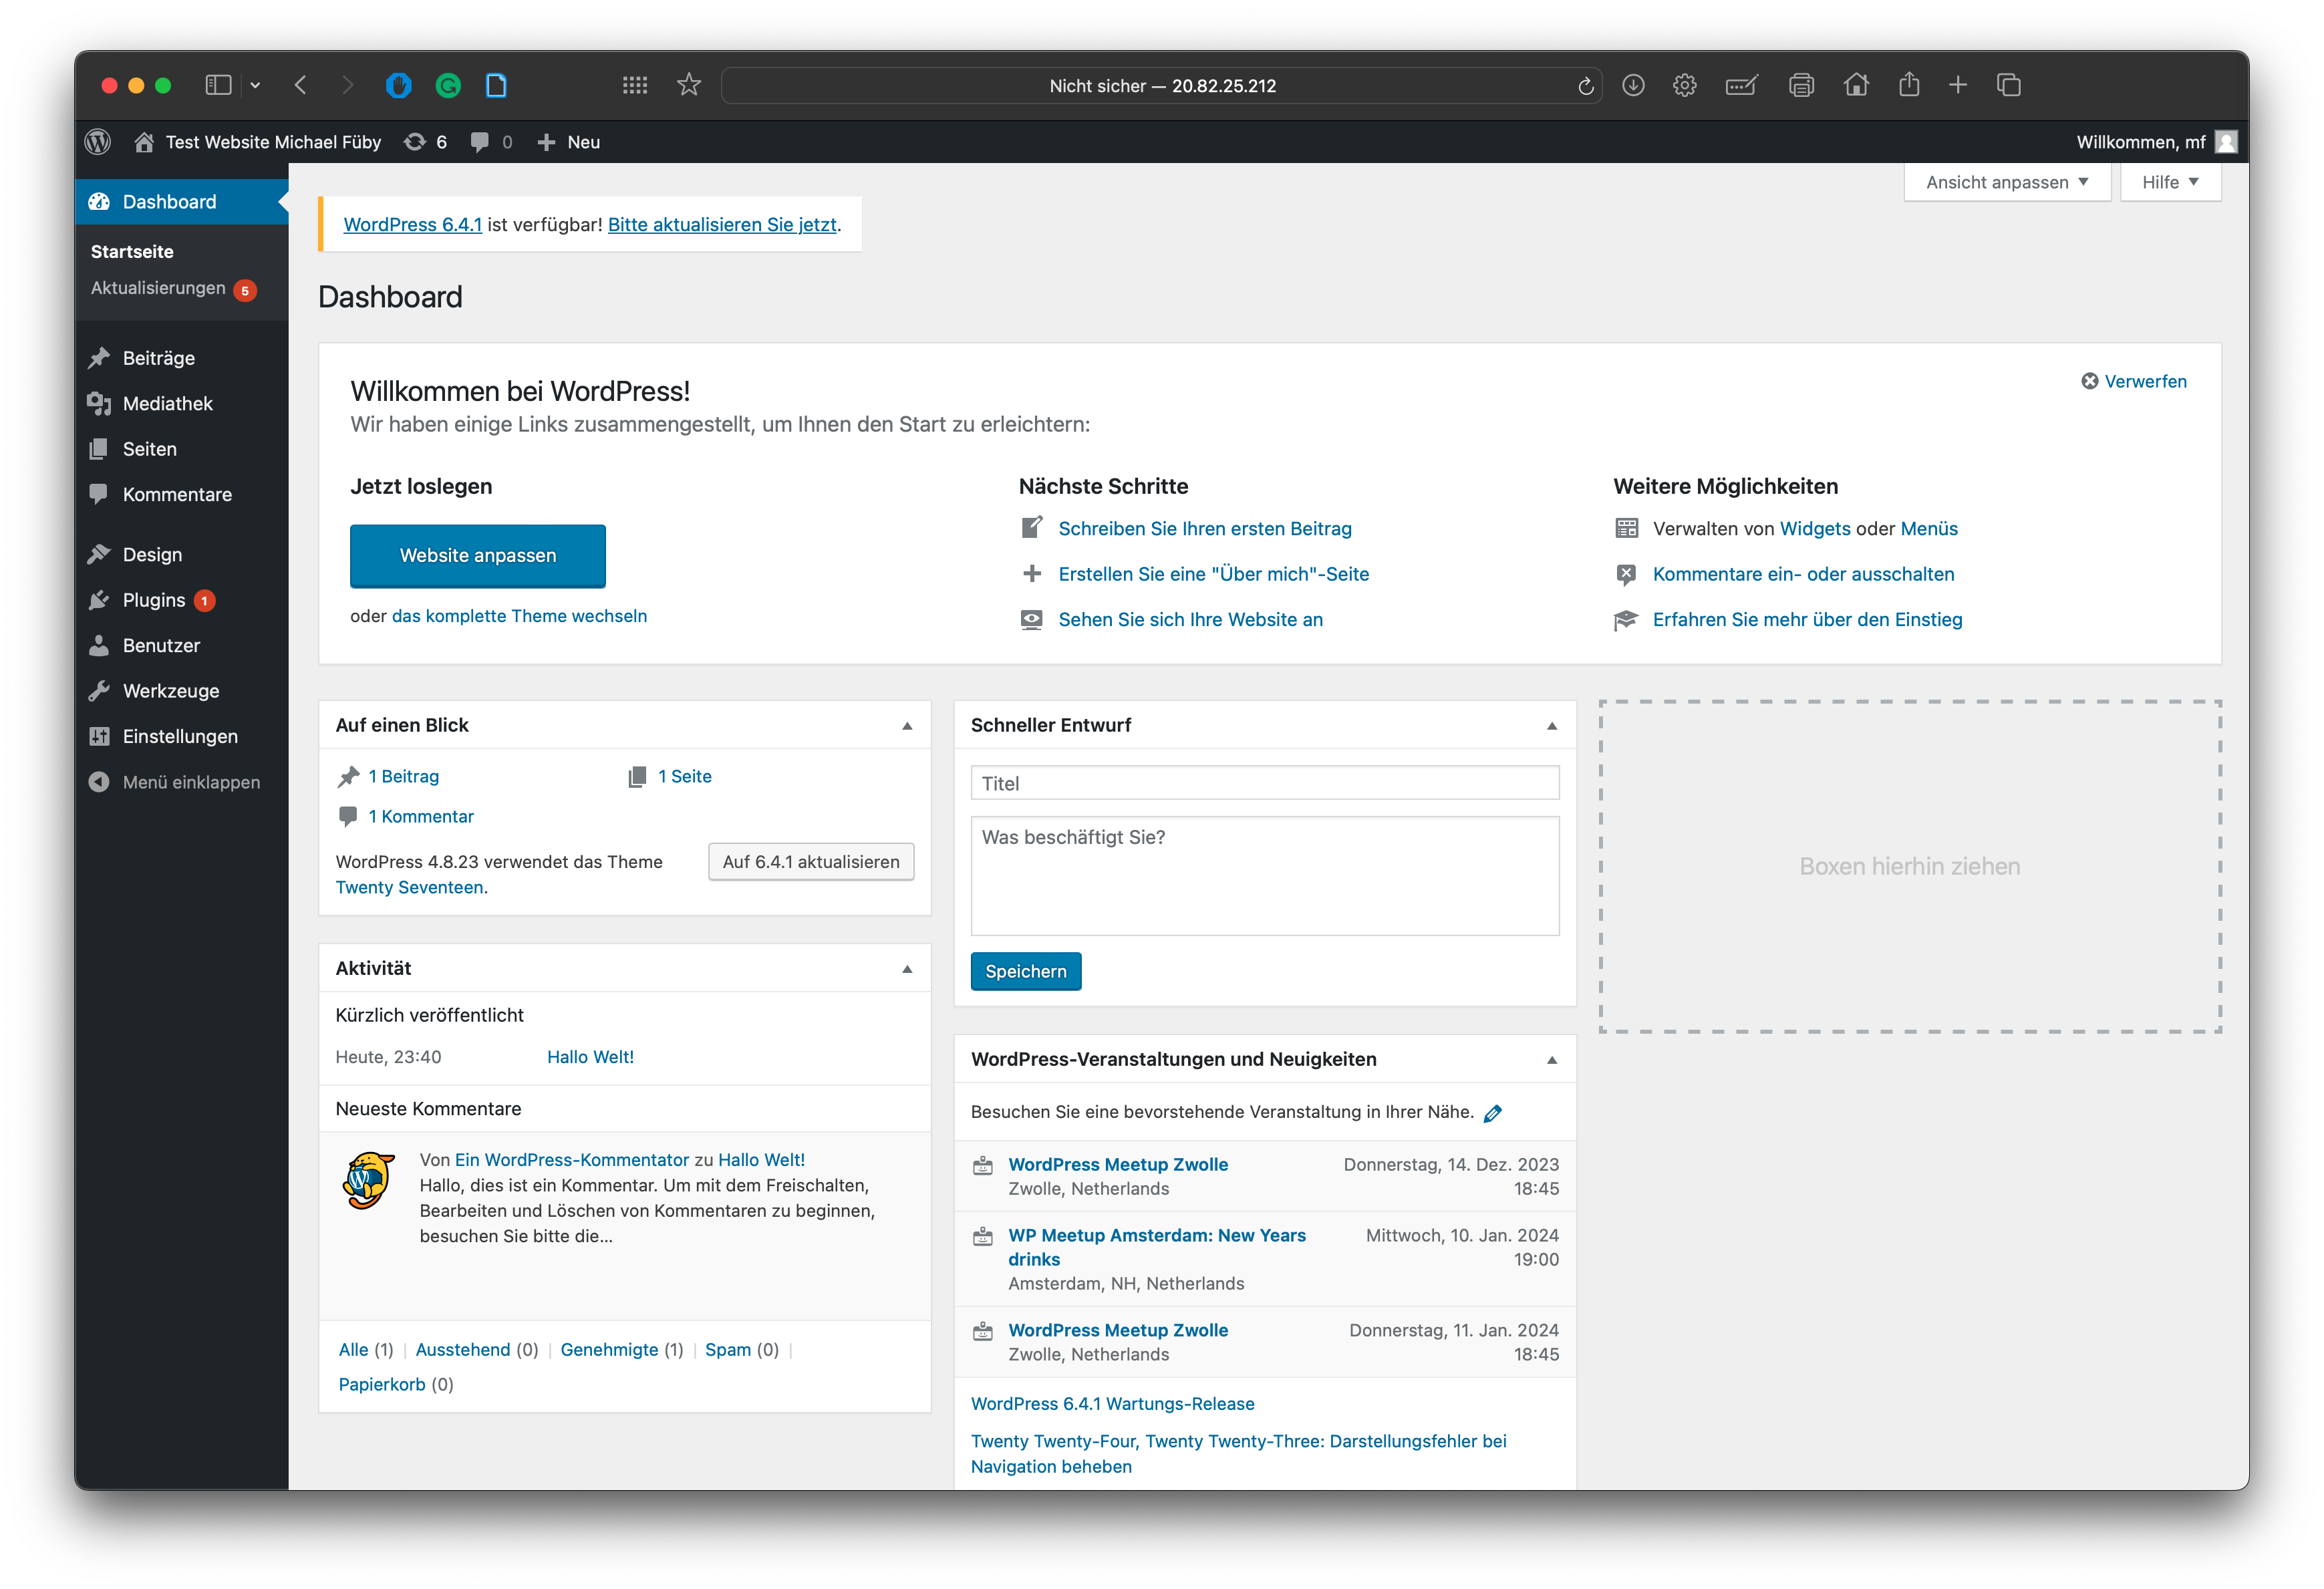 Nicht sicher — 20.82.25.212
Test Website Michael Füby 6 0 Neu
Willkommen, mf
Dashboard
Startseite
Aktualisierungen 5
Beiträge
Mediathek
Seiten
Kommentare
Design
Plugins 1
Benutzer
Werkzeuge
Einstellungen
Menü einklappen
Ansicht anpassen
Hilfe
WordPress 6.4.1 ist verfügbar! Bitte aktualisieren Sie jetzt.
Dashboard
Willkommen bei WordPress!
Verwerfen
Wir haben einige Links zusammengestellt, um Ihnen den Start zu erleichtern:
Jetzt loslegen
Website anpassen
oder das komplette Theme wechseln
Nächste Schritte
Schreiben Sie Ihren ersten Beitrag
Erstellen Sie eine "Über mich"-Seite
Sehen Sie sich Ihre Website an
Weitere Möglichkeiten
Verwalten von Widgets oder Menüs
Kommentare ein- oder ausschalten
Erfahren Sie mehr über den Einstieg
Auf einen Blick
1 Beitrag
1 Seite
1 Kommentar
WordPress 4.8.23 verwendet das Theme
Twenty Seventeen.
Auf 6.4.1 aktualisieren
Aktivität
Kürzlich veröffentlicht
Heute, 23:40 Hallo Welt!
Neueste Kommentare
Von Ein WordPress-Kommentator zu Hallo Welt!
Hallo, dies ist ein Kommentar. Um mit dem Freischalten,
Bearbeiten und Löschen von Kommentaren zu beginnen,
besuchen Sie bitte die...
Alle (1) | Ausstehend (0) | Genehmigte (1) | Spam (0) |
Papierkorb (0)
Schneller Entwurf
Titel
Was beschäftigt Sie?
Speichern
WordPress-Veranstaltungen und Neuigkeiten
Besuchen Sie eine bevorstehende Veranstaltung in Ihrer Nähe.
WordPress Meetup Zwolle
Zwolle, Netherlands
Donnerstag, 14. Dez. 2023
18:45
WP Meetup Amsterdam: New Years
drinks
Amsterdam, NH, Netherlands
Mittwoch, 10. Jan. 2024
19:00
WordPress Meetup Zwolle
Zwolle, Netherlands
Donnerstag, 11. Jan. 2024
18:45
WordPress 6.4.1 Wartungs-Release
Twenty Twenty-Four, Twenty Twenty-Three: Darstellungsfehler bei
Navigation beheben
Boxen hierhin ziehen